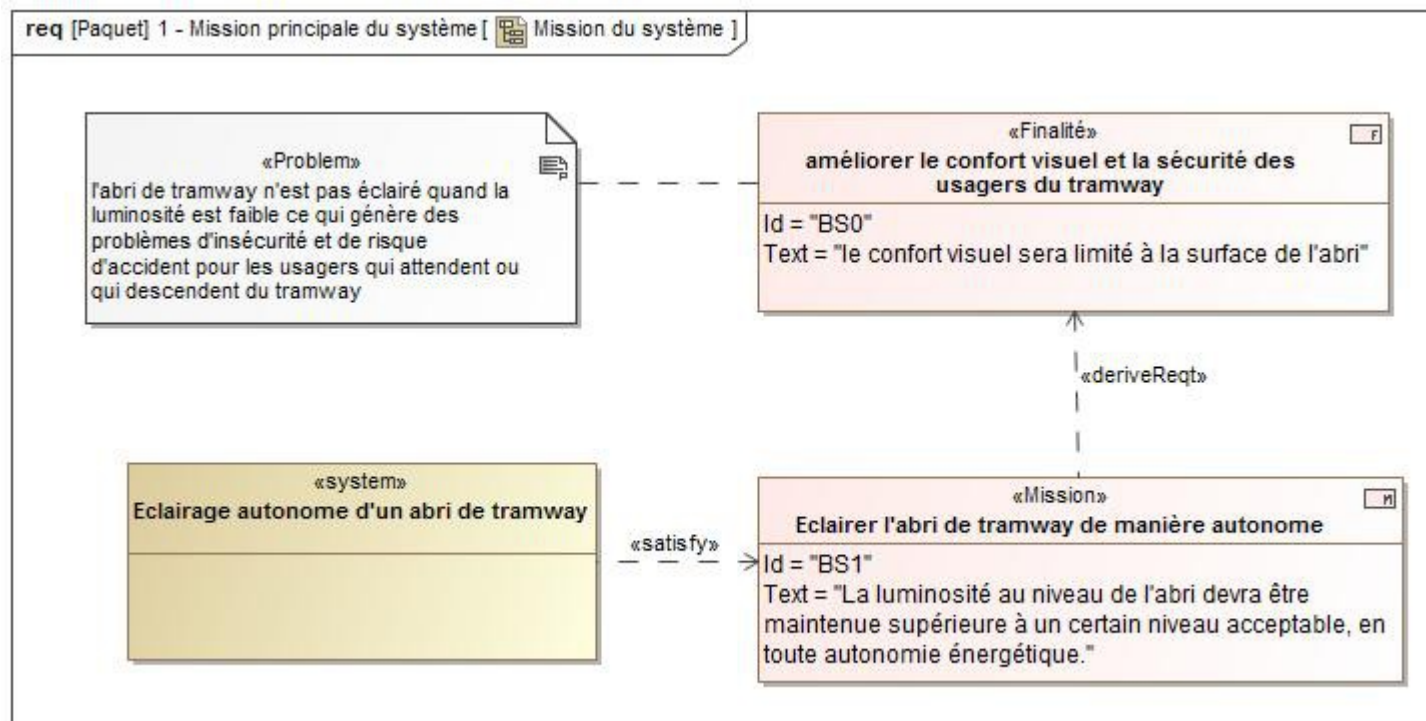 req [Paquet] 1 - Mission principale du système [ Mission du système ]
«Problem»
l'abri de tramway n'est pas éclairé quand la
luminosité est faible ce qui génère des
problèmes d'insécurité et de risque
d'accident pour les usagers qui attendent ou
qui descendent du tramway
P
«Finalité»
F
améliorer le confort visuel et la sécurité des
usagers du tramway
Id = "BS0"
Text = "le confort visuel sera limité à la surface de l'abri"
«deriveReqt»
«system»
Eclairage autonome d'un abri de tramway
«satisfy»
«Mission»
M
Eclairer l'abri de tramway de manière autonome
Id = "BS1"
Text = "La luminosité au niveau de l'abri devra être
maintenue supérieure à un certain niveau acceptable, en
toute autonomie énergétique."